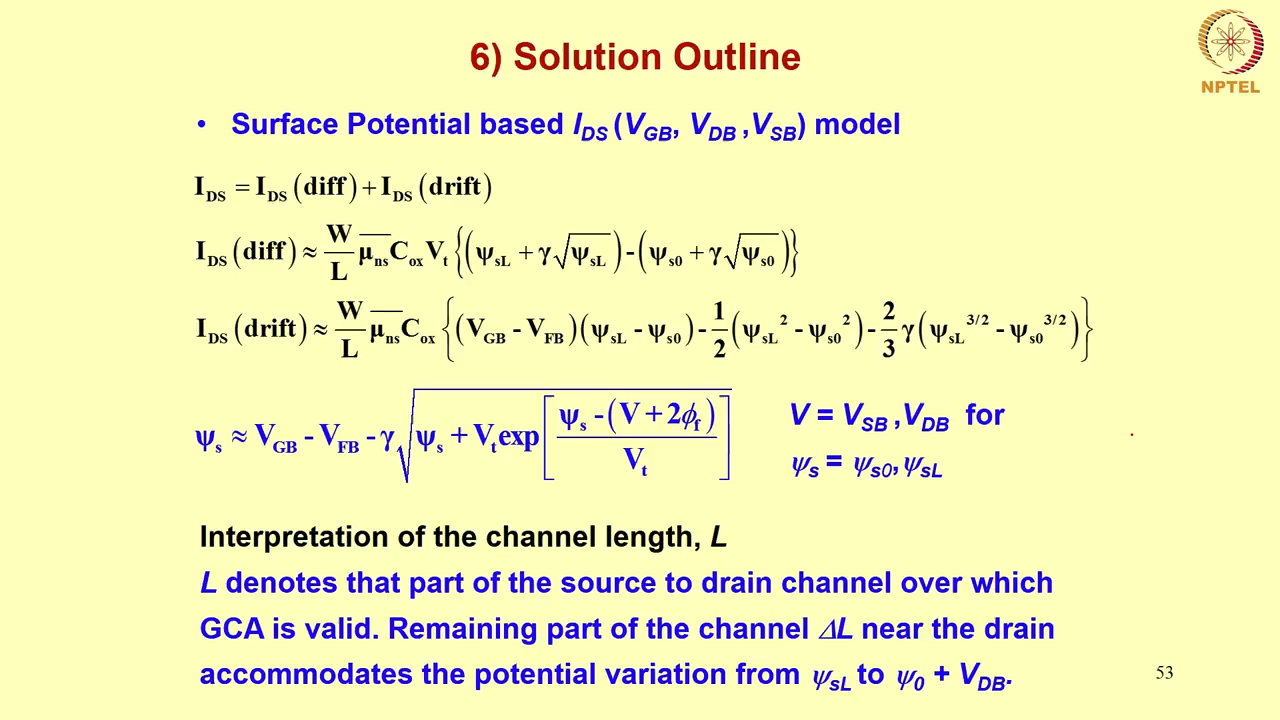 6) Solution Outline
NPTEL
• Surface Potential based I_DS (V_GB, V_DB ,V_SB) model
I_DS = I_DS (diff) + I_DS (drift)
I_DS (diff) ≈ W/L μ̅_ns C_ox V_t {(ψ_sL + γ√ψ_sL) - (ψ_s0 + γ√ψ_s0)}
I_DS (drift) ≈ W/L μ̅_ns C_ox {(V_GB - V_FB)(ψ_sL - ψ_s0) - 1/2 (ψ_sL² - ψ_s0²) - 2/3 γ (ψ_sL^3/2 - ψ_s0^3/2)}
ψ_s ≈ V_GB - V_FB - γ√(ψ_s + V_t exp[(ψ_s - (V + 2ϕ_f))/V_t])
V = V_SB ,V_DB for
ψ_s = ψ_s0,ψ_sL
Interpretation of the channel length, L
L denotes that part of the source to drain channel over which
GCA is valid. Remaining part of the channel ΔL near the drain
accommodates the potential variation from ψ_sL to ψ_0 + V_DB.
53